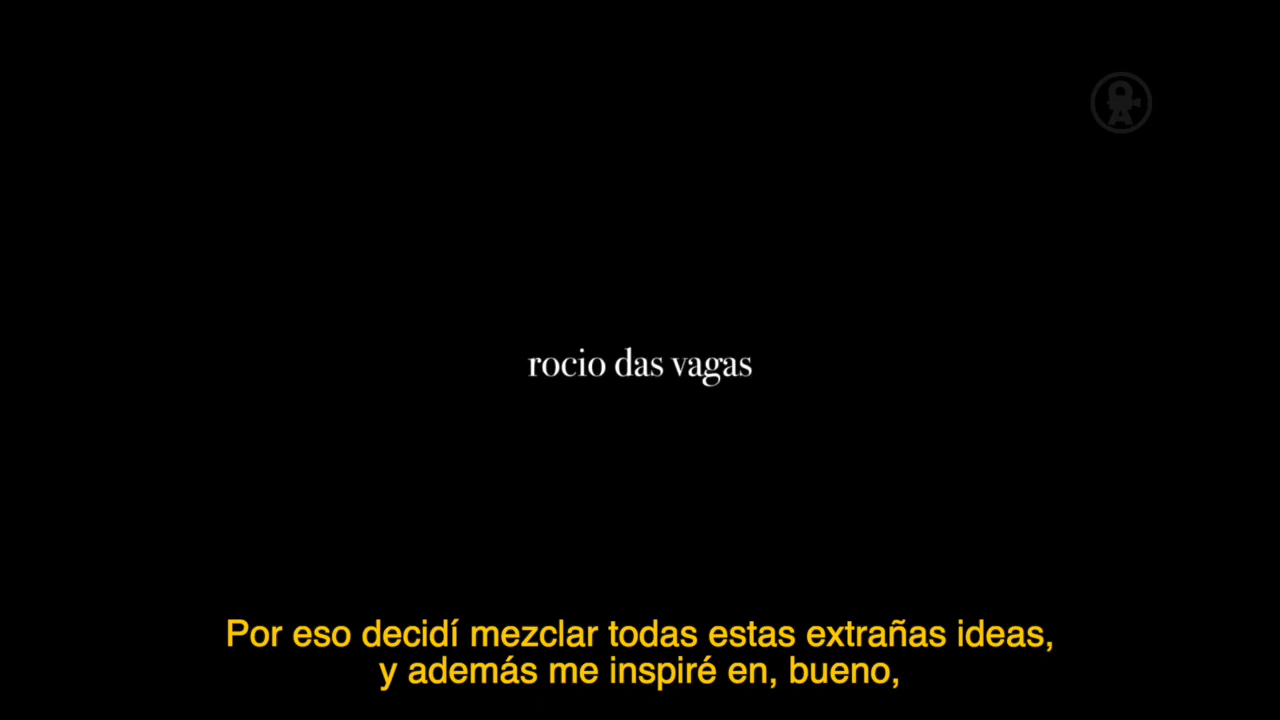 rocio das vagas
Por eso decidí mezclar todas estas extrañas ideas,
y además me inspiré en, bueno,